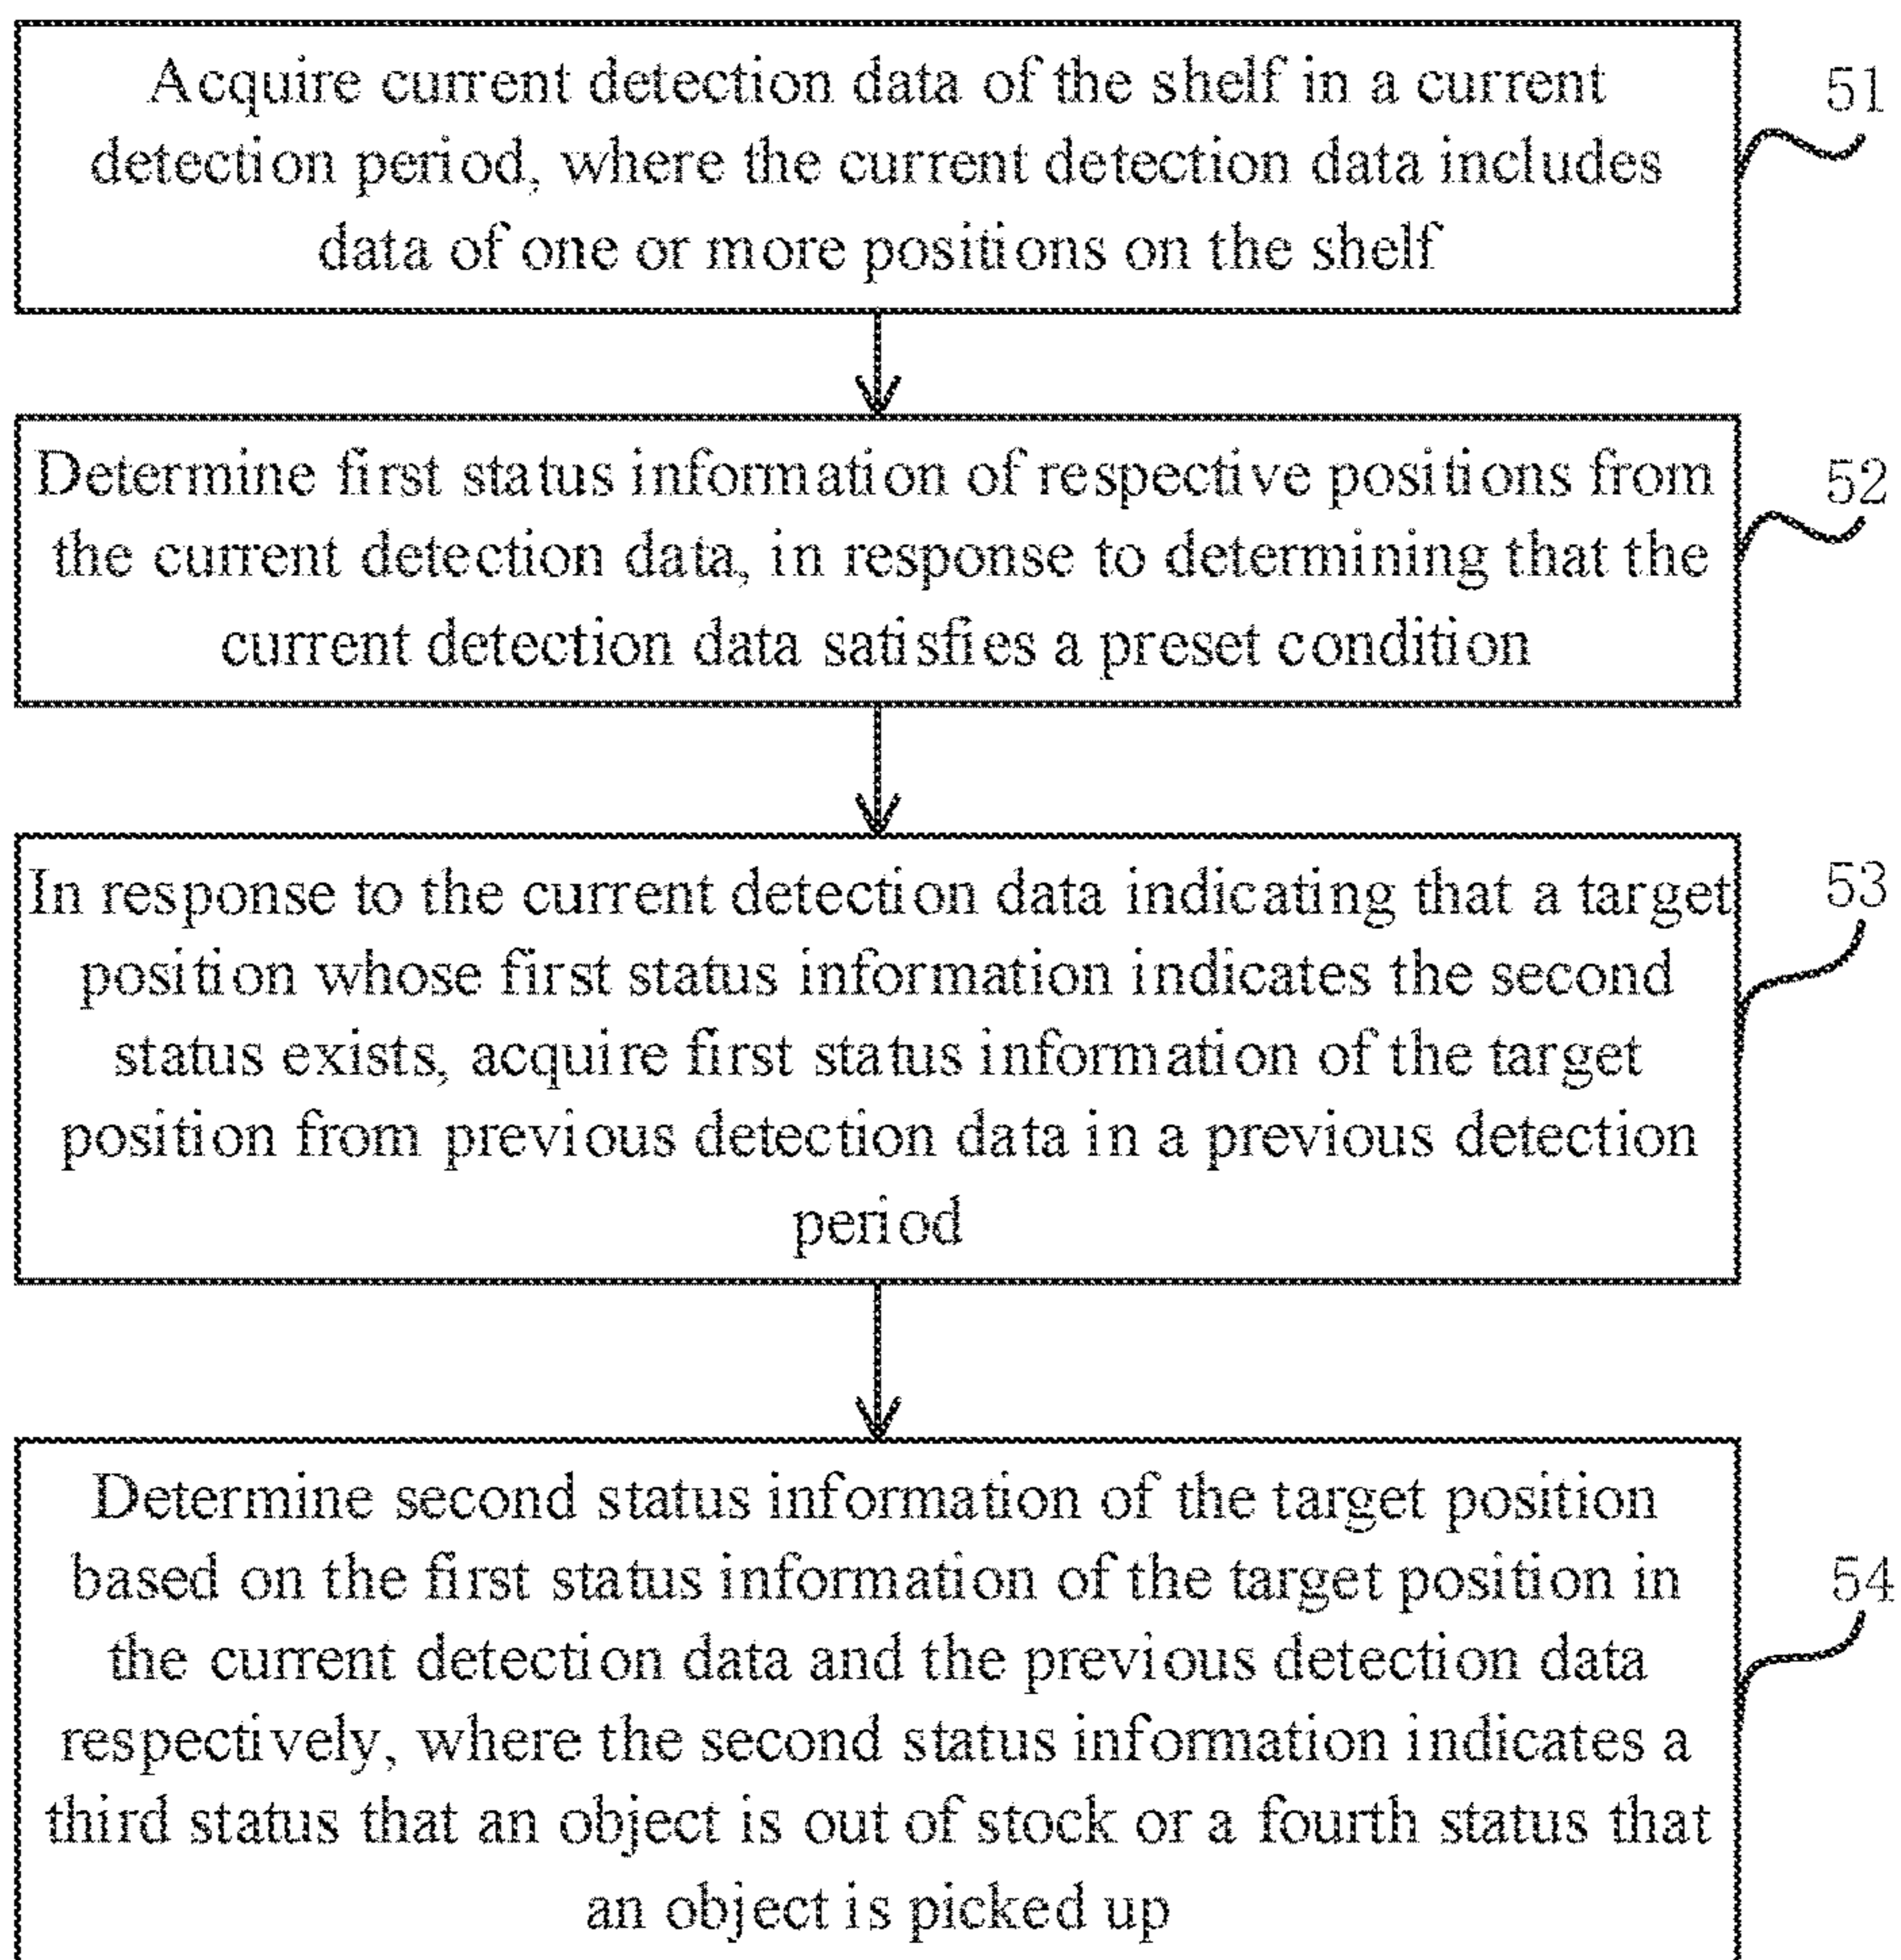 Acquire current detection data of the shelf in a current
detection period, where the current detection data includes
data of one or more positions on the shelf
51
Determine first status information of respective positions from
the current detection data, in response to determining that the
current detection data satisfies a preset condition
52
In response to the current detection data indicating that a target
position whose first status information indicates the second
status exists, acquire first status information of the target
position from previous detection data in a previous detection
period
53
Determine second status information of the target position
based on the first status information of the target position in
the current detection data and the previous detection data
respectively, where the second status information indicates a
third status that an object is out of stock or a fourth status that
an object is picked up
54